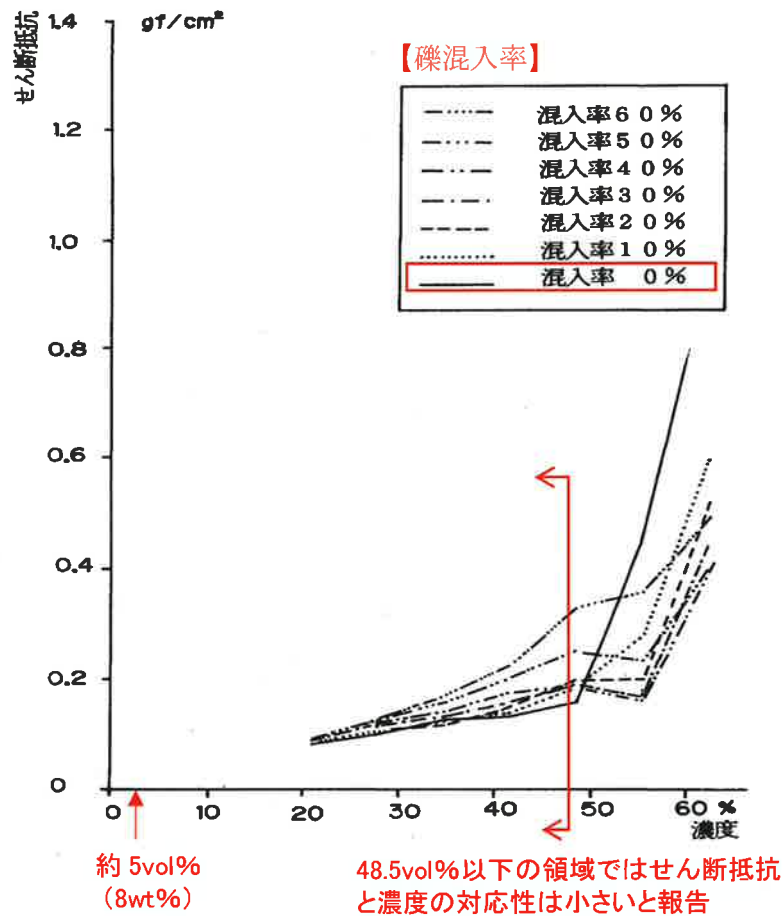 せん断抵抗
gf/cm²
1.4
1.2
1.0
0.8
0.6
0.4
0.2
0
【礫混入率】
混入率60%
混入率50%
混入率40%
混入率30%
混入率20%
混入率10%
混入率 0%
0 10 20 30 40 50 60 %
濃度
約 5vol%
(8wt%)
48.5vol%以下の領域ではせん断抵抗
と濃度の対応性は小さいと報告